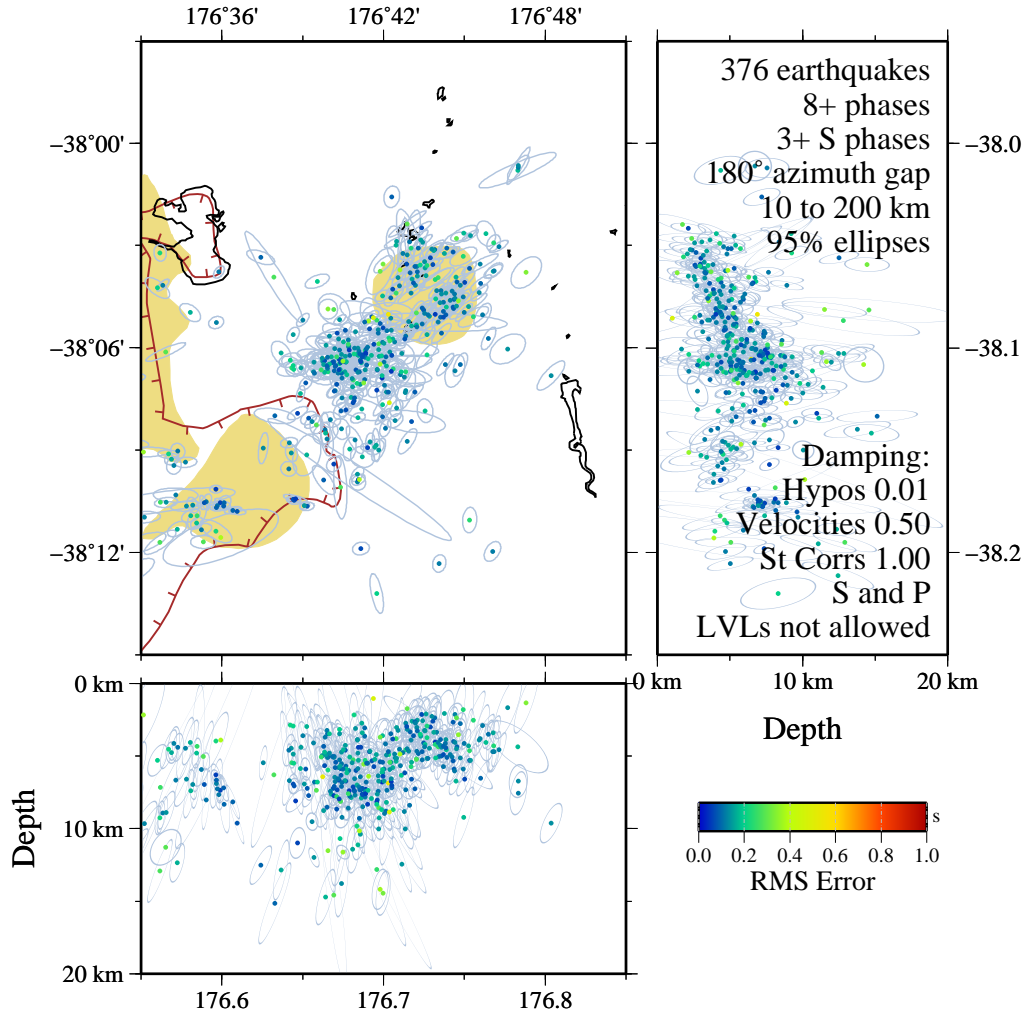 176°36' 176°42' 176°48'
−38°00'
−38°06'
−38°12'
376 earthquakes
8+ phases
3+ S phases
180° azimuth gap
10 to 200 km
95% ellipses
Damping:
Hypos 0.01
Velocities 0.50
St Corrs 1.00
S and P
LVLs not allowed
−38.0
−38.1
−38.2
0 km 10 km 20 km
Depth
0 km
10 km
20 km
Depth
176.6 176.7 176.8
s
0.0 0.2 0.4 0.6 0.8 1.0
RMS Error